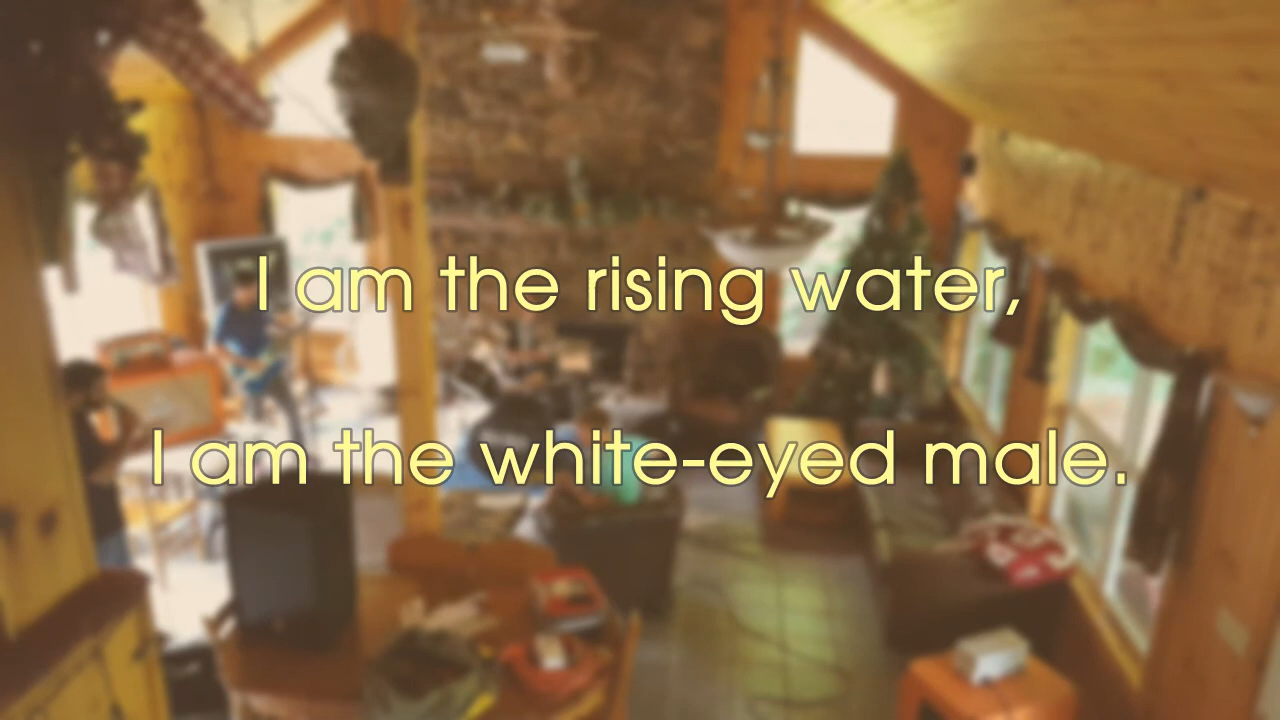 I am the rising water,
I am the white-eyed male.